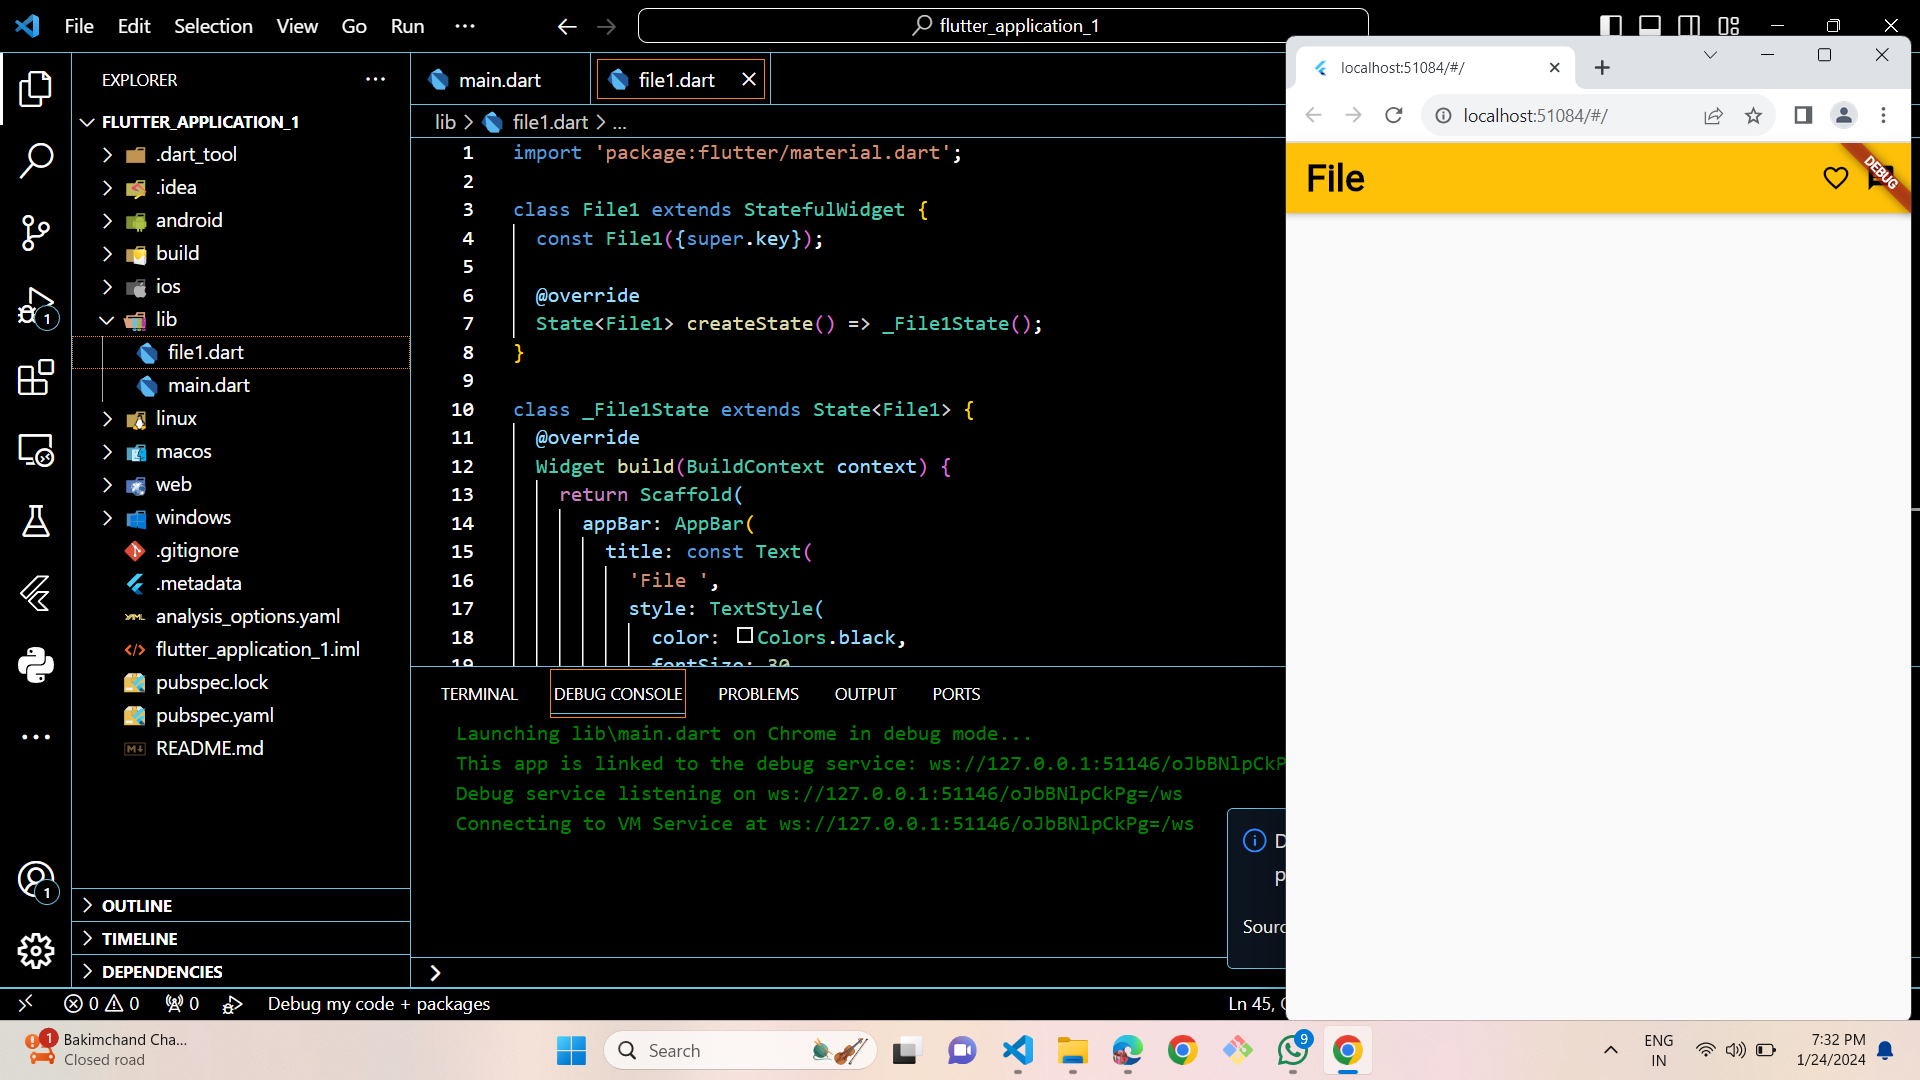 File Edit Selection View Go Run ...
flutter_application_1
EXPLORER
FLUTTER_APPLICATION_1
.dart_tool
.idea
android
build
ios
lib
file1.dart
main.dart
linux
macos
web
windows
.gitignore
.metadata
analysis_options.yaml
flutter_application_1.iml
pubspec.lock
pubspec.yaml
README.md
OUTLINE
TIMELINE
DEPENDENCIES
1
1
main.dart file1.dart
lib > file1.dart > ...
1 import 'package:flutter/material.dart';
2
3 class File1 extends StatefulWidget {
4 const File1({super.key});
5
6 @override
7 State<File1> createState() => _File1State();
8 }
9
10 class _File1State extends State<File1> {
11 @override
12 Widget build(BuildContext context) {
13 return Scaffold(
14 appBar: AppBar(
15 title: const Text(
16 'File ',
17 style: TextStyle(
18 color: Colors.black,
19 fontSize: 30
TERMINAL DEBUG CONSOLE PROBLEMS OUTPUT PORTS
Launching lib\main.dart on Chrome in debug mode...
This app is linked to the debug service: ws://127.0.0.1:51146/oJbBNlpCkP
Debug service listening on ws://127.0.0.1:51146/oJbBNlpCkPg=/ws
Connecting to VM Service at ws://127.0.0.1:51146/oJbBNlpCkPg=/ws
D
p
Sourc
localhost:51084/#/
localhost:51084/#/
File
DEBUG
0 0 0 Debug my code + packages
Ln 45, C
1
Bakimchand Cha...
Closed road
Search
9
ENG
IN
7:32 PM
1/24/2024